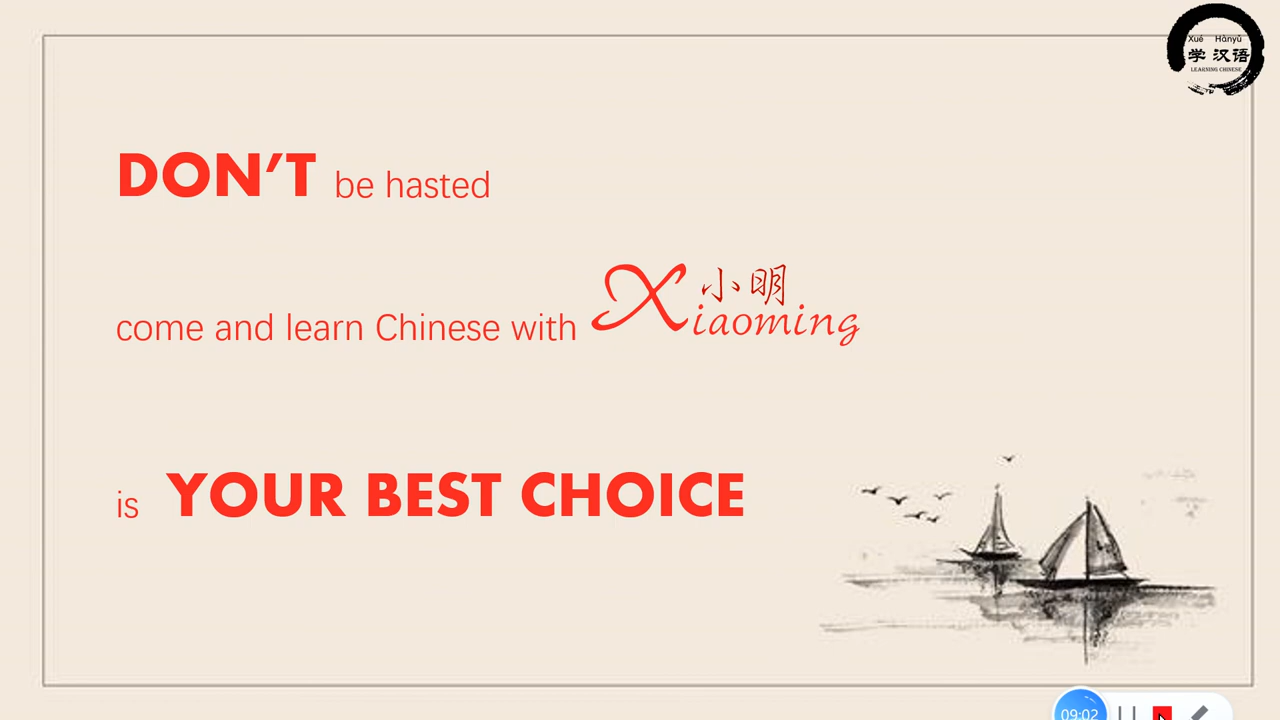 Xué Hànyǔ
学 汉语
LEARNING CHINESE
DON'T be hasted
小明
come and learn Chinese with Xiaoming
is YOUR BEST CHOICE
09:02